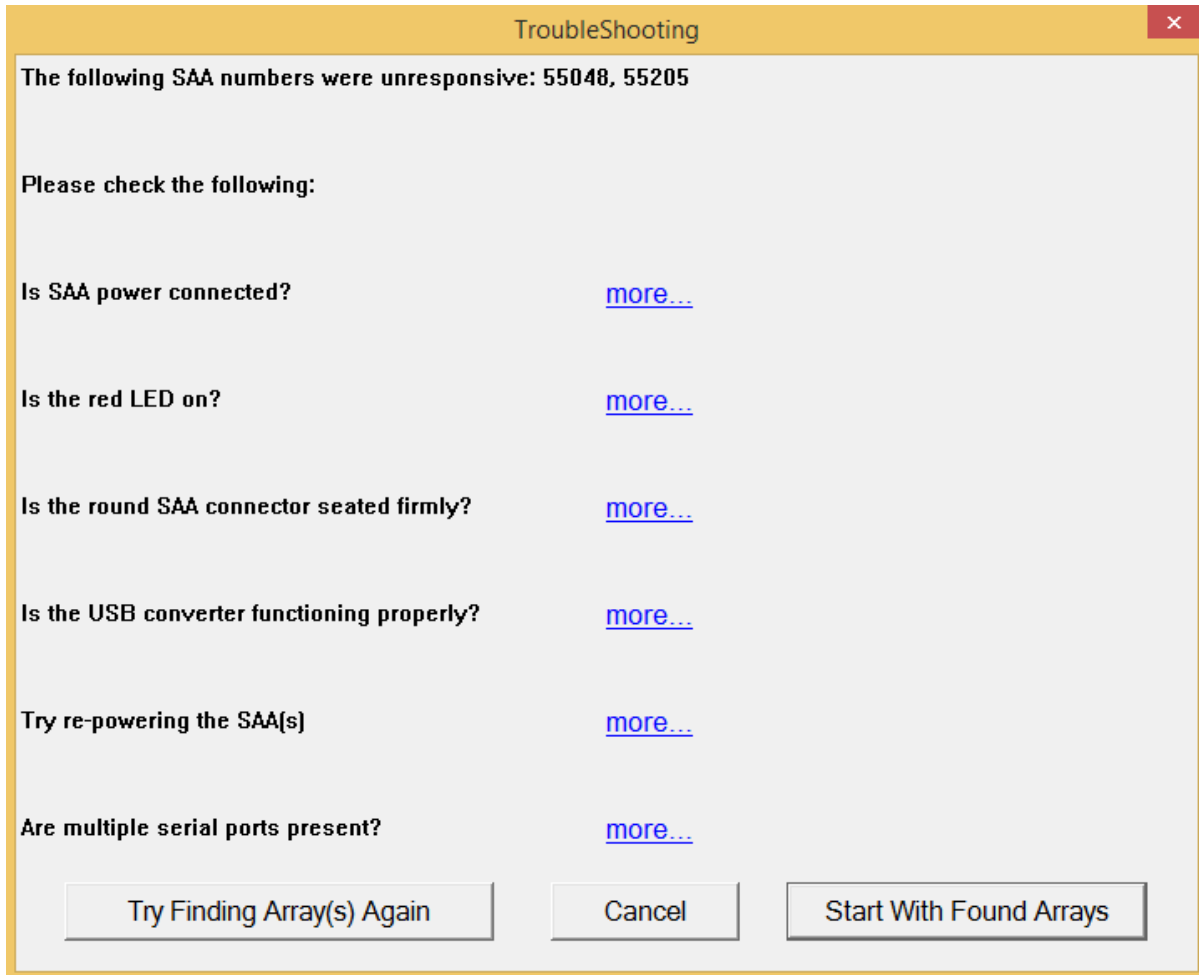 TroubleShooting
The following SAA numbers were unresponsive: 55048, 55205
Please check the following:
Is SAA power connected? more...
Is the red LED on? more...
Is the round SAA connector seated firmly? more...
Is the USB converter functioning properly? more...
Try re-powering the SAA(s) more...
Are multiple serial ports present? more...
Try Finding Array(s) Again Cancel Start With Found Arrays